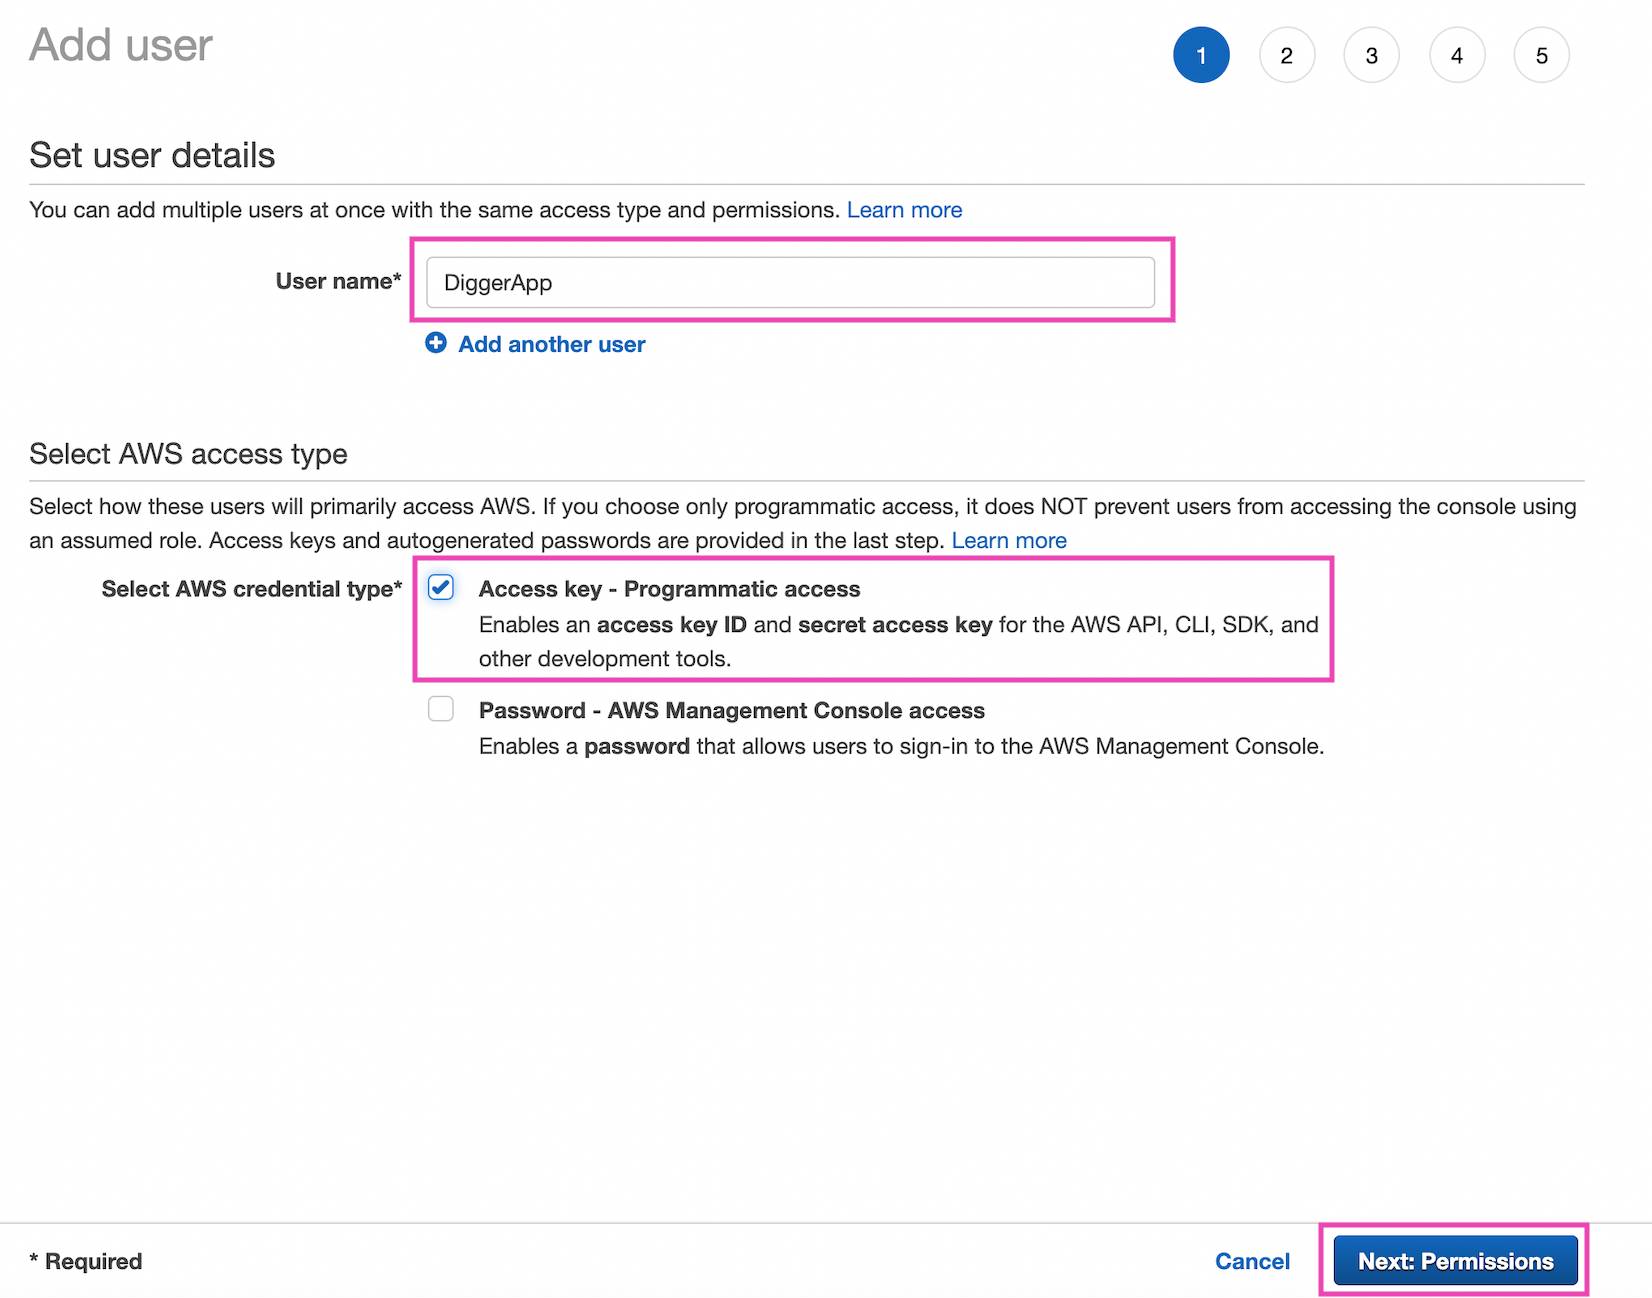 Add user
1 2 3 4 5
Set user details
You can add multiple users at once with the same access type and permissions. Learn more
User name* DiggerApp
Add another user
Select AWS access type
Select how these users will primarily access AWS. If you choose only programmatic access, it does NOT prevent users from accessing the console using
an assumed role. Access keys and autogenerated passwords are provided in the last step. Learn more
Select AWS credential type* Access key - Programmatic access
Enables an access key ID and secret access key for the AWS API, CLI, SDK, and
other development tools.
Password - AWS Management Console access
Enables a password that allows users to sign-in to the AWS Management Console.
* Required Cancel Next: Permissions